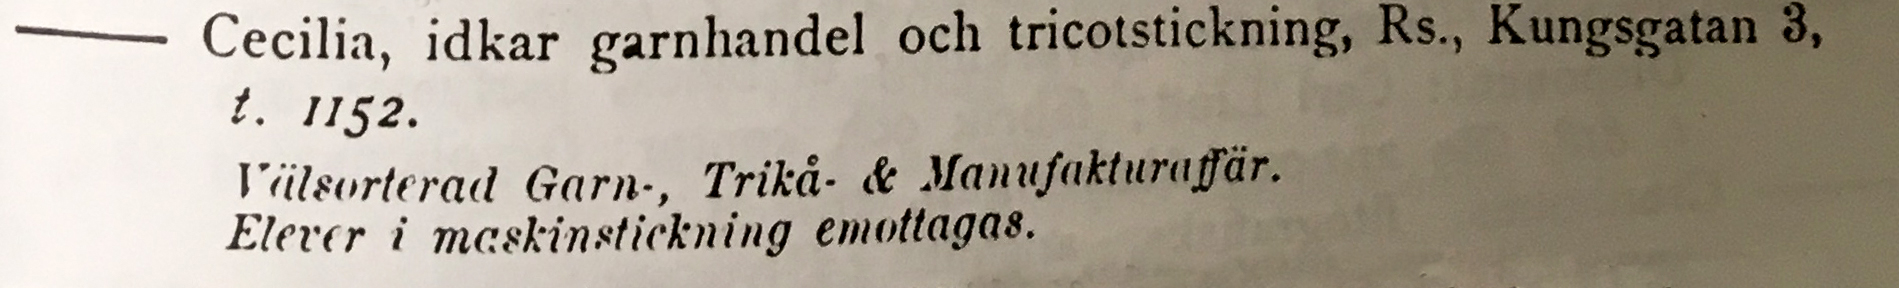 —— Cecilia, idkar garnhandel och tricotstickning, Rs., Kungsgatan 3,
t. 1152.
Välsorterad Garn-, Trikå- & Manufakturaffär.
Elever i maskinstickning emottagas.